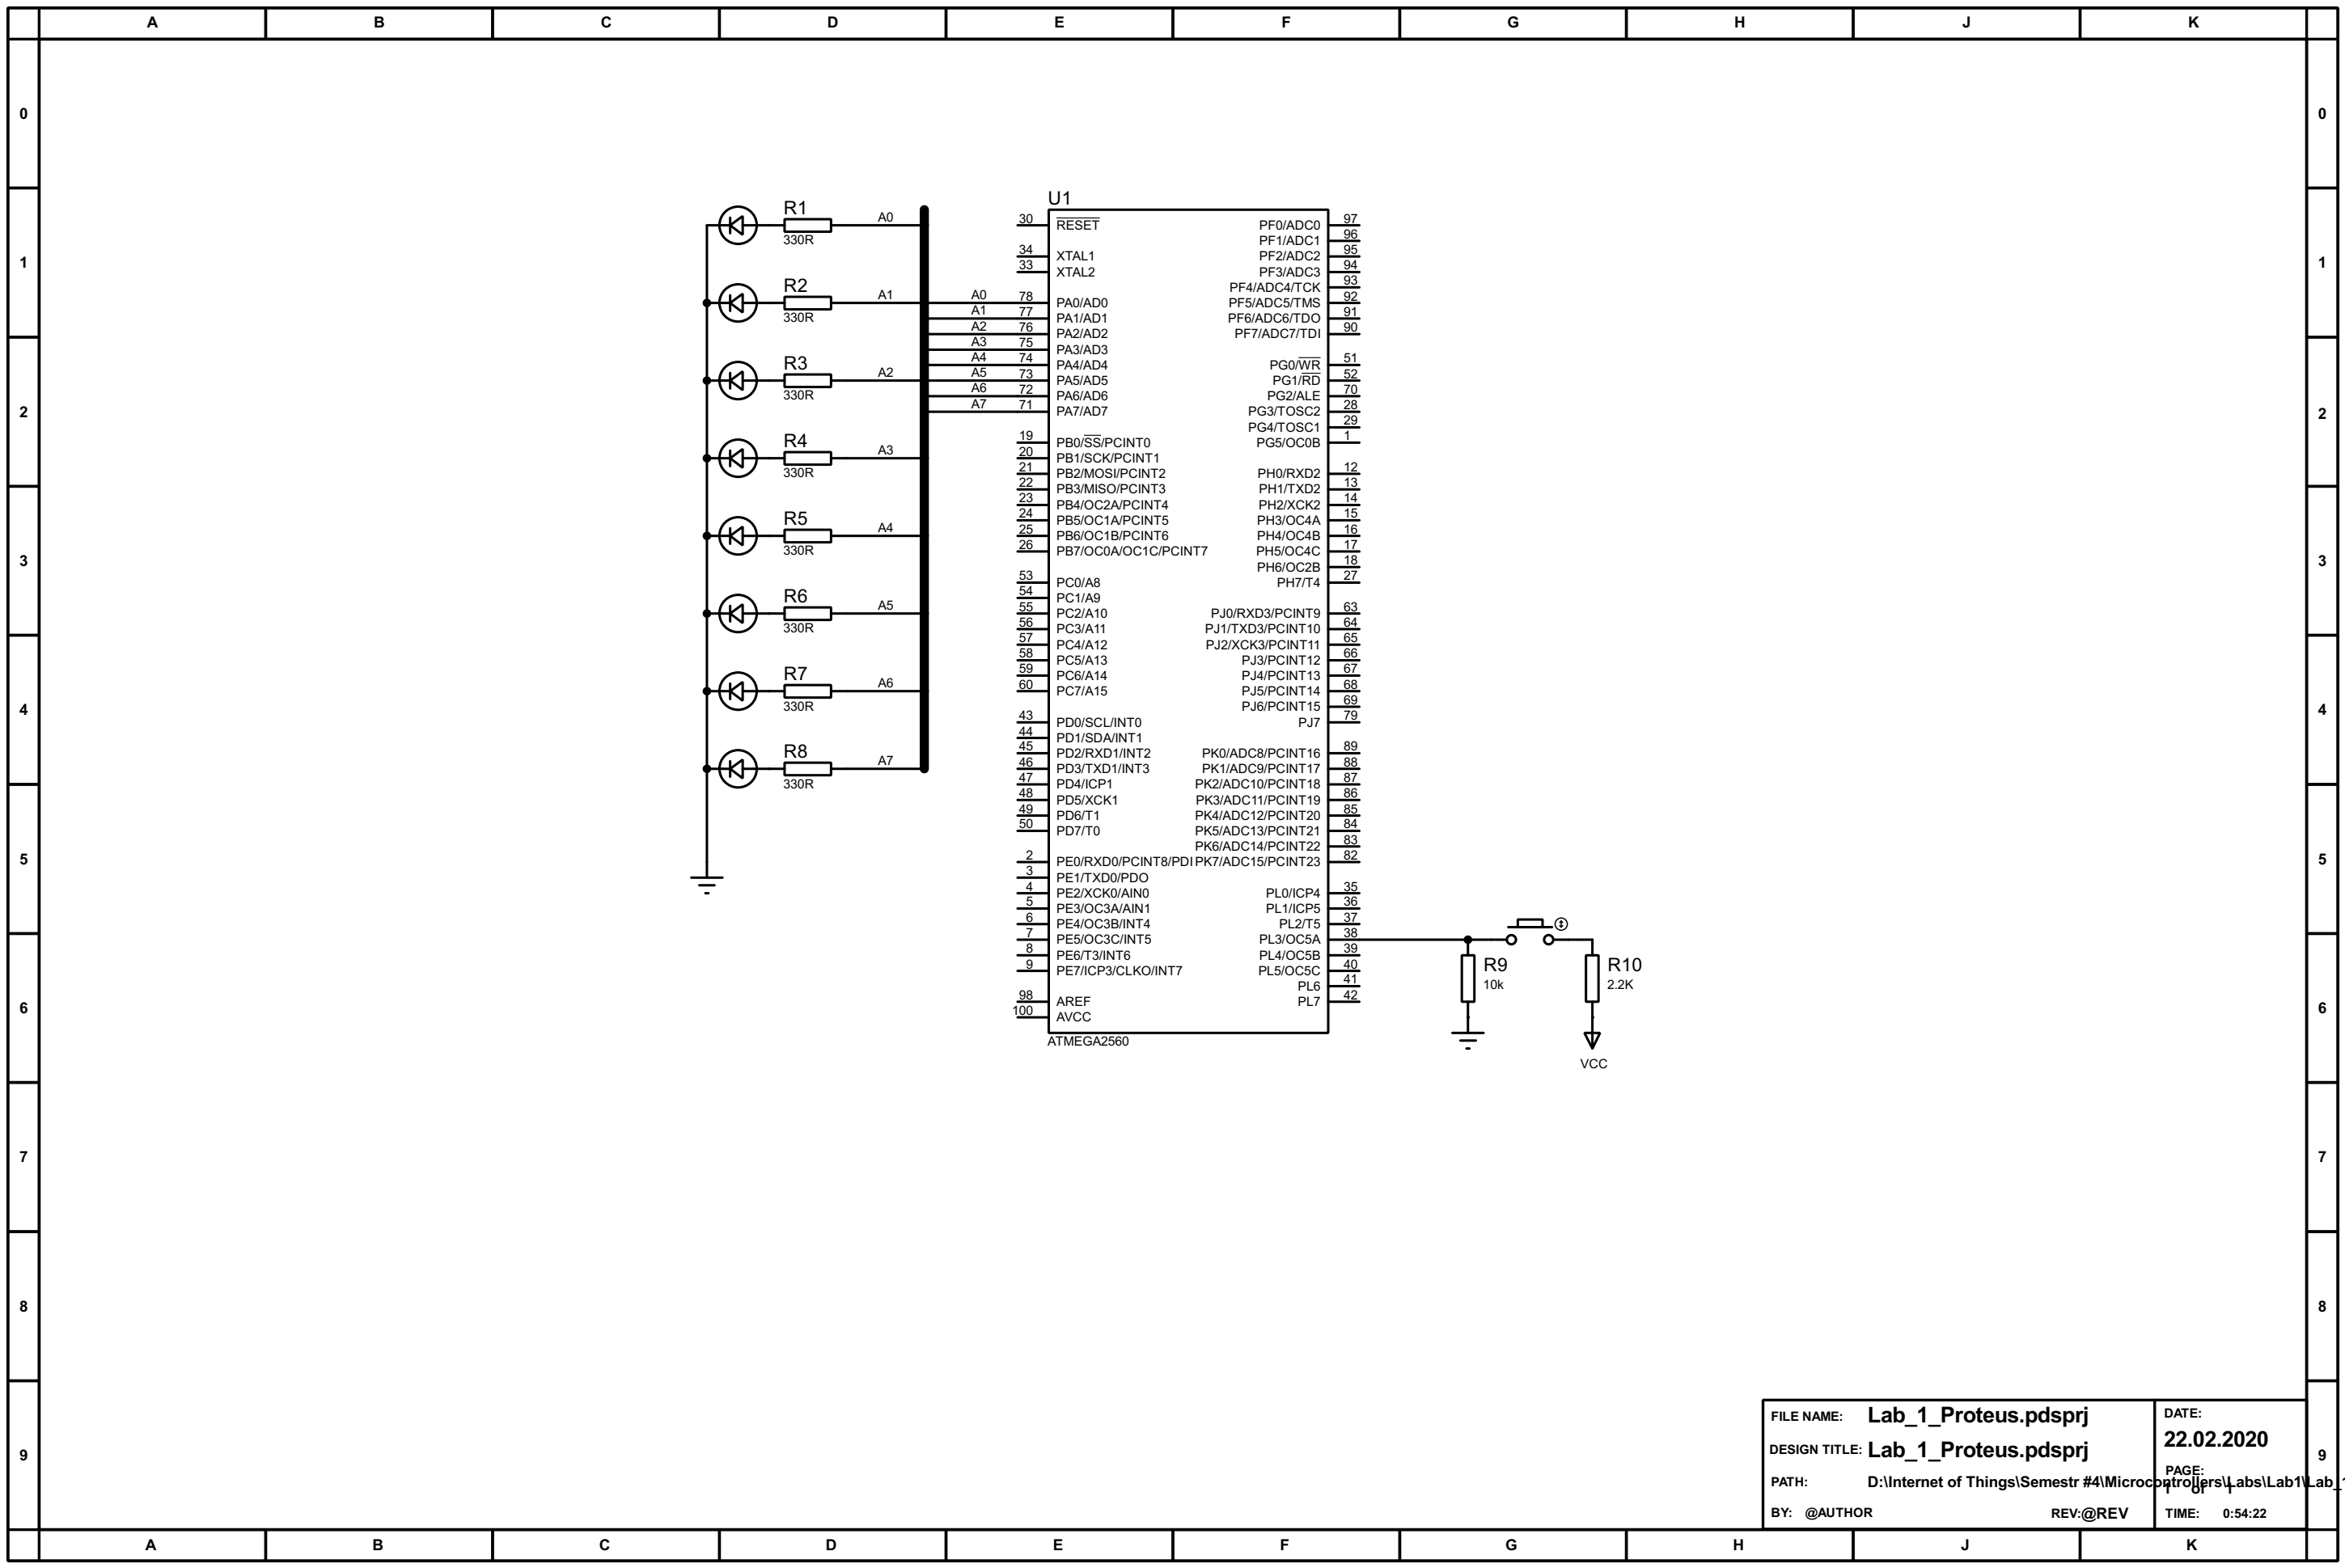 A B C D E F G H J K
0 0
1 1
2 2
3 3
4 4
5 5
6 6
7 7
8 8
9 9
R1
330R
A0
R2
330R
A1
R3
330R
A2
R4
330R
A3
R5
330R
A4
R6
330R
A5
R7
330R
A6
R8
330R
A7
A0
A1
A2
A3
A4
A5
A6
A7
U1
30 RESET
34 XTAL1
33 XTAL2
78 PA0/AD0
77 PA1/AD1
76 PA2/AD2
75 PA3/AD3
74 PA4/AD4
73 PA5/AD5
72 PA6/AD6
71 PA7/AD7
19 PB0/SS/PCINT0
20 PB1/SCK/PCINT1
21 PB2/MOSI/PCINT2
22 PB3/MISO/PCINT3
23 PB4/OC2A/PCINT4
24 PB5/OC1A/PCINT5
25 PB6/OC1B/PCINT6
26 PB7/OC0A/OC1C/PCINT7
53 PC0/A8
54 PC1/A9
55 PC2/A10
56 PC3/A11
57 PC4/A12
58 PC5/A13
59 PC6/A14
60 PC7/A15
43 PD0/SCL/INT0
44 PD1/SDA/INT1
45 PD2/RXD1/INT2
46 PD3/TXD1/INT3
47 PD4/ICP1
48 PD5/XCK1
49 PD6/T1
50 PD7/T0
2 PE0/RXD0/PCINT8/PDI
3 PE1/TXD0/PDO
4 PE2/XCK0/AIN0
5 PE3/OC3A/AIN1
6 PE4/OC3B/INT4
7 PE5/OC3C/INT5
8 PE6/T3/INT6
9 PE7/ICP3/CLKO/INT7
98 AREF
100 AVCC
PF0/ADC0 97
PF1/ADC1 96
PF2/ADC2 95
PF3/ADC3 94
PF4/ADC4/TCK 93
PF5/ADC5/TMS 92
PF6/ADC6/TDO 91
PF7/ADC7/TDI 90
PG0/WR 51
PG1/RD 52
PG2/ALE 70
PG3/TOSC2 28
PG4/TOSC1 29
PG5/OC0B 1
PH0/RXD2 12
PH1/TXD2 13
PH2/XCK2 14
PH3/OC4A 15
PH4/OC4B 16
PH5/OC4C 17
PH6/OC2B 18
PH7/T4 27
PJ0/RXD3/PCINT9 63
PJ1/TXD3/PCINT10 64
PJ2/XCK3/PCINT11 65
PJ3/PCINT12 66
PJ4/PCINT13 67
PJ5/PCINT14 68
PJ6/PCINT15 69
PJ7 79
PK0/ADC8/PCINT16 89
PK1/ADC9/PCINT17 88
PK2/ADC10/PCINT18 87
PK3/ADC11/PCINT19 86
PK4/ADC12/PCINT20 85
PK5/ADC13/PCINT21 84
PK6/ADC14/PCINT22 83
PK7/ADC15/PCINT23 82
PL0/ICP4 35
PL1/ICP5 36
PL2/T5 37
PL3/OC5A 38
PL4/OC5B 39
PL5/OC5C 40
PL6 41
PL7 42
ATMEGA2560
R9
10k
R10
2.2K
VCC
FILE NAME: Lab_1_Proteus.pdsprj
DESIGN TITLE: Lab_1_Proteus.pdsprj
PATH: D:\Internet of Things\Semestr #4\Microcontrollers\Labs\Lab1\Lab_1
BY: @AUTHOR REV:@REV
DATE:
22.02.2020
PAGE:
1 of 1
TIME: 0:54:22
A B C D E F G H J K